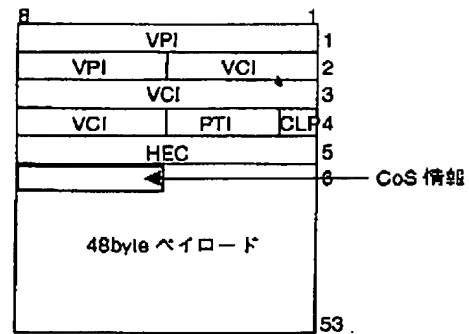 8 1
VPI 1
VPI VCI 2
VCI 3
VCI PTI CLP 4
HEC 5
6 CoS 情報
48byte ペイロード
53